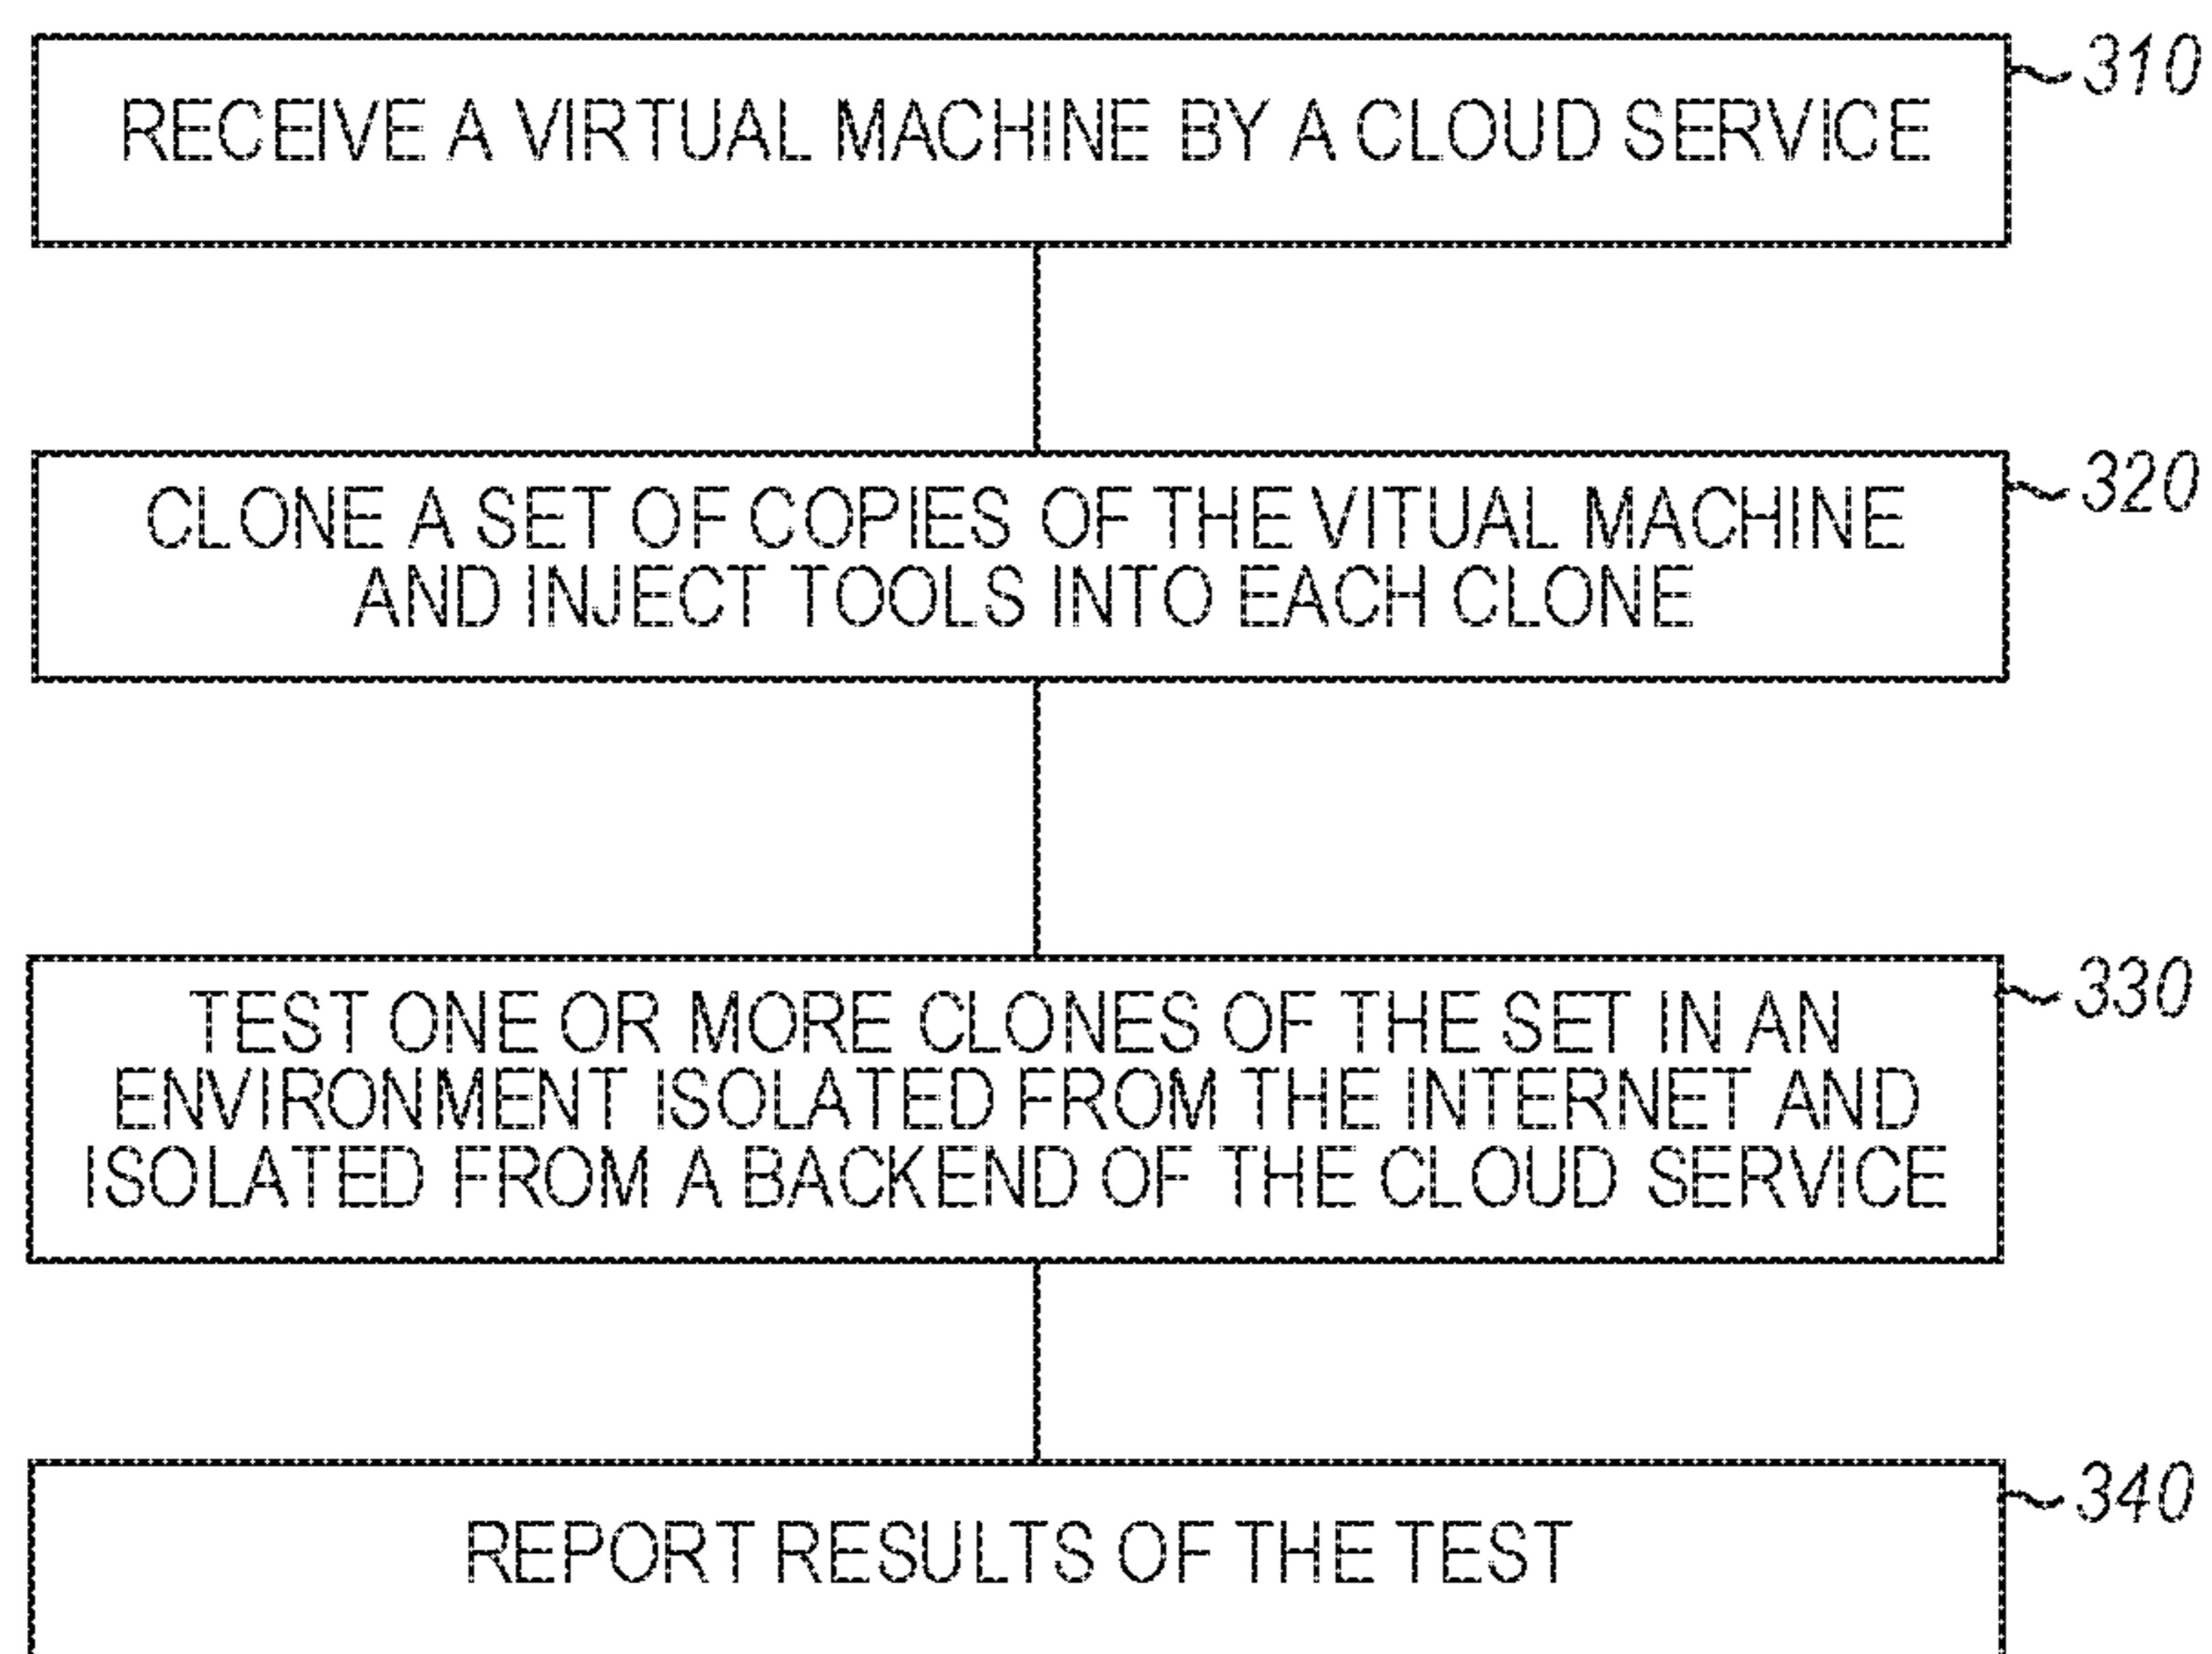 RECEIVE A VIRTUAL MACHINE BY A CLOUD SERVICE
310
CLONE A SET OF COPIES OF THE VITUAL MACHINE
AND INJECT TOOLS INTO EACH CLONE
320
TEST ONE OR MORE CLONES OF THE SET IN AN
ENVIRONMENT ISOLATED FROM THE INTERNET AND
ISOLATED FROM A BACKEND OF THE CLOUD SERVICE
330
REPORT RESULTS OF THE TEST
340